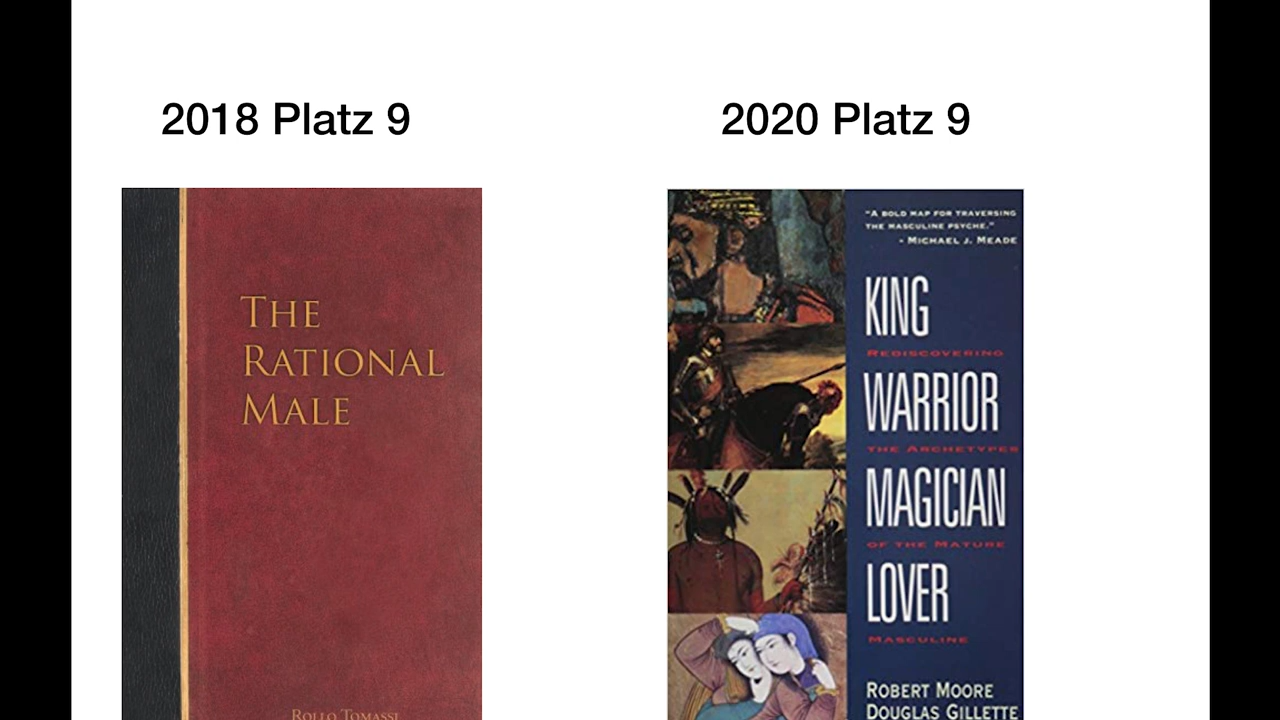 2018 Platz 9
2020 Platz 9
THE
RATIONAL
MALE
ROLLO TOMASSI
"A BOLD MAP FOR TRAVERSING
THE MASCULINE PSYCHE."
- MICHAEL J. MEADE
KING
REDISCOVERING
WARRIOR
THE ARCHETYPES
MAGICIAN
OF THE MATURE
LOVER
MASCULINE
ROBERT MOORE
DOUGLAS GILLETTE